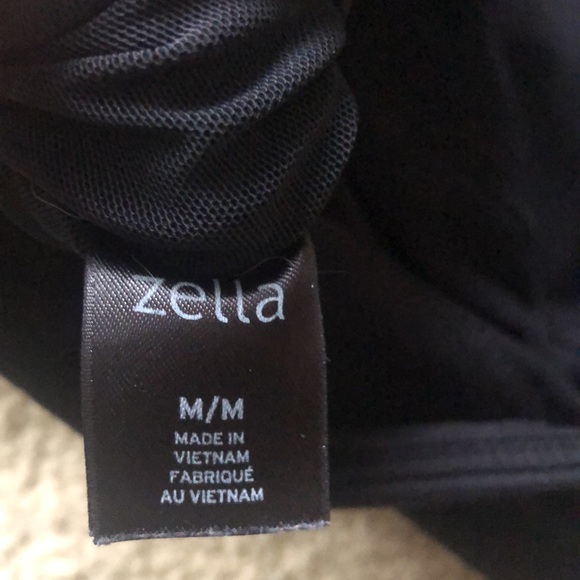 zella
M/M
MADE IN
VIETNAM
FABRIQUÉ
AU VIETNAM